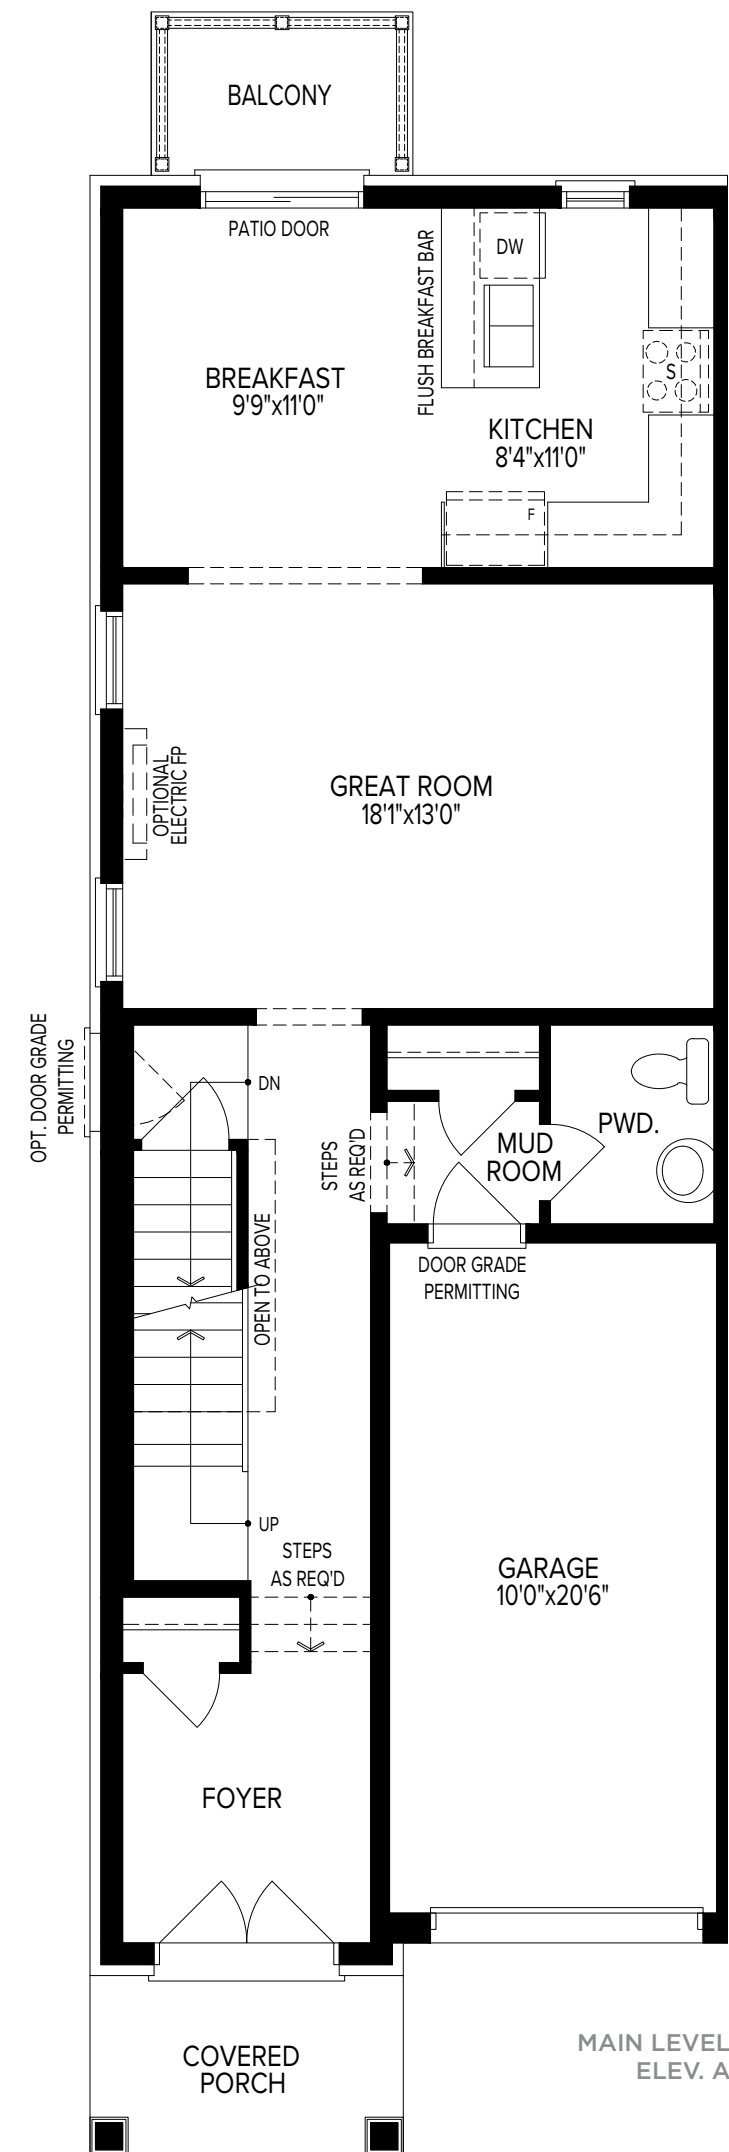 BALCONY
PATIO DOOR
FLUSH BREAKFAST BAR
DW
BREAKFAST
9'9"x11'0"
S
KITCHEN
8'4"x11'0"
F
OPTIONAL
ELECTRIC FP
GREAT ROOM
18'1"x13'0"
OPT. DOOR GRADE
PERMITTING
DN
STEPS
AS REQ'D
MUD
ROOM
PWD.
OPEN TO ABOVE
DOOR GRADE
PERMITTING
UP
STEPS
AS REQ'D
GARAGE
10'0"x20'6"
FOYER
COVERED
PORCH
MAIN LEVEL
ELEV. A